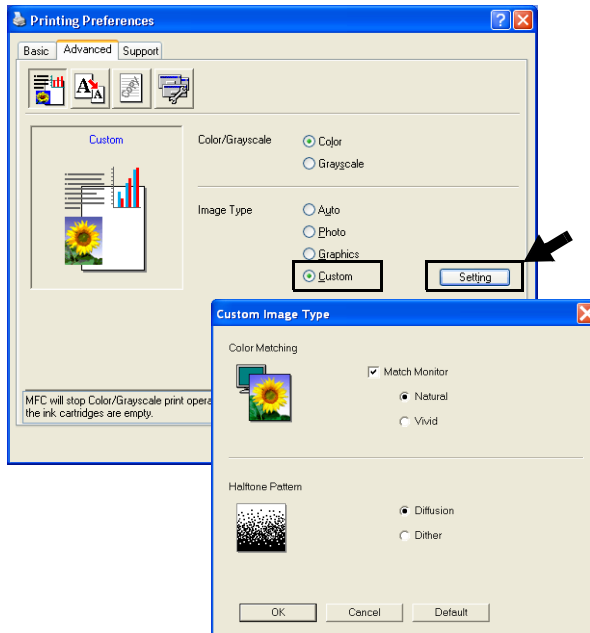 Printing Preferences
Basic Advanced Support
Custom
Color/Grayscale
Color
Grayscale
Image Type
Auto
Photo
Graphics
Custom
Setting
MFC will stop Color/Grayscale print opera
the ink cartridges are empty.
Custom Image Type
Color Matching
Match Monitor
Natural
Vivid
Halftone Pattern
Diffusion
Dither
OK Cancel Default